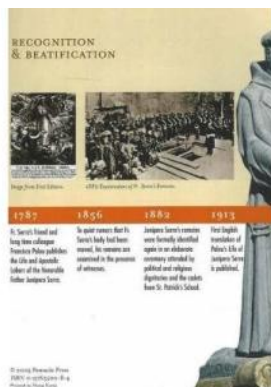 RECOGNITION
& BEATIFICATION
Image from First Edition.
1882 Examination of Fr. Serra's Remains.
1787
Fr. Serra's friend and
long time colleague
Francisco Palou publishes
the Life and Apostolic
Labors of the Venerable
Father Junípero Serra.
1856
To quiet rumors that Fr.
Serra's body had been
moved, his remains are
examined in the presence
of witnesses.
1882
Junípero Serra's remains
were formally identified
again in an elaborate
ceremony attended by
political and religious
dignitaries and the cadets
from St. Patrick's School.
1913
First English
translation of
Palou's Life of
Junípero Serra
is published.
© 2009 Pentacle Press